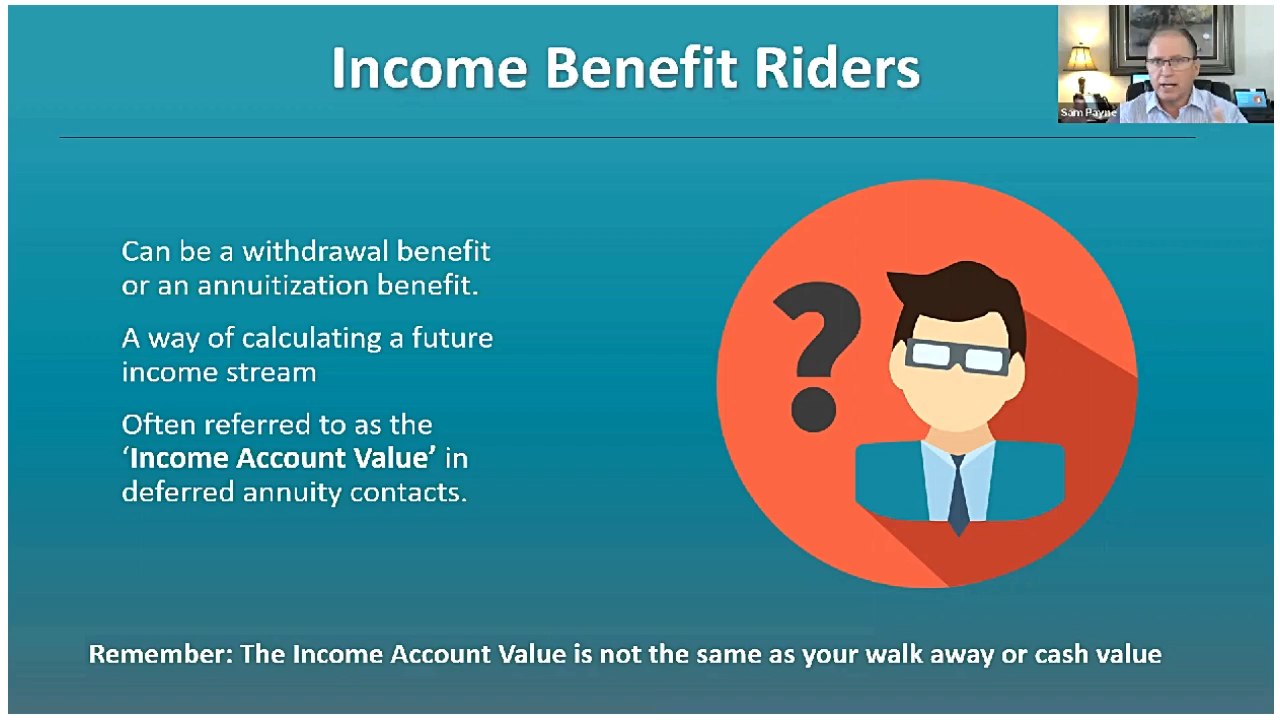 Income Benefit Riders
Sam Payne
Can be a withdrawal benefit
or an annuitization benefit.
A way of calculating a future
income stream
Often referred to as the
‘Income Account Value’ in
deferred annuity contacts.
?
Remember: The Income Account Value is not the same as your walk away or cash value